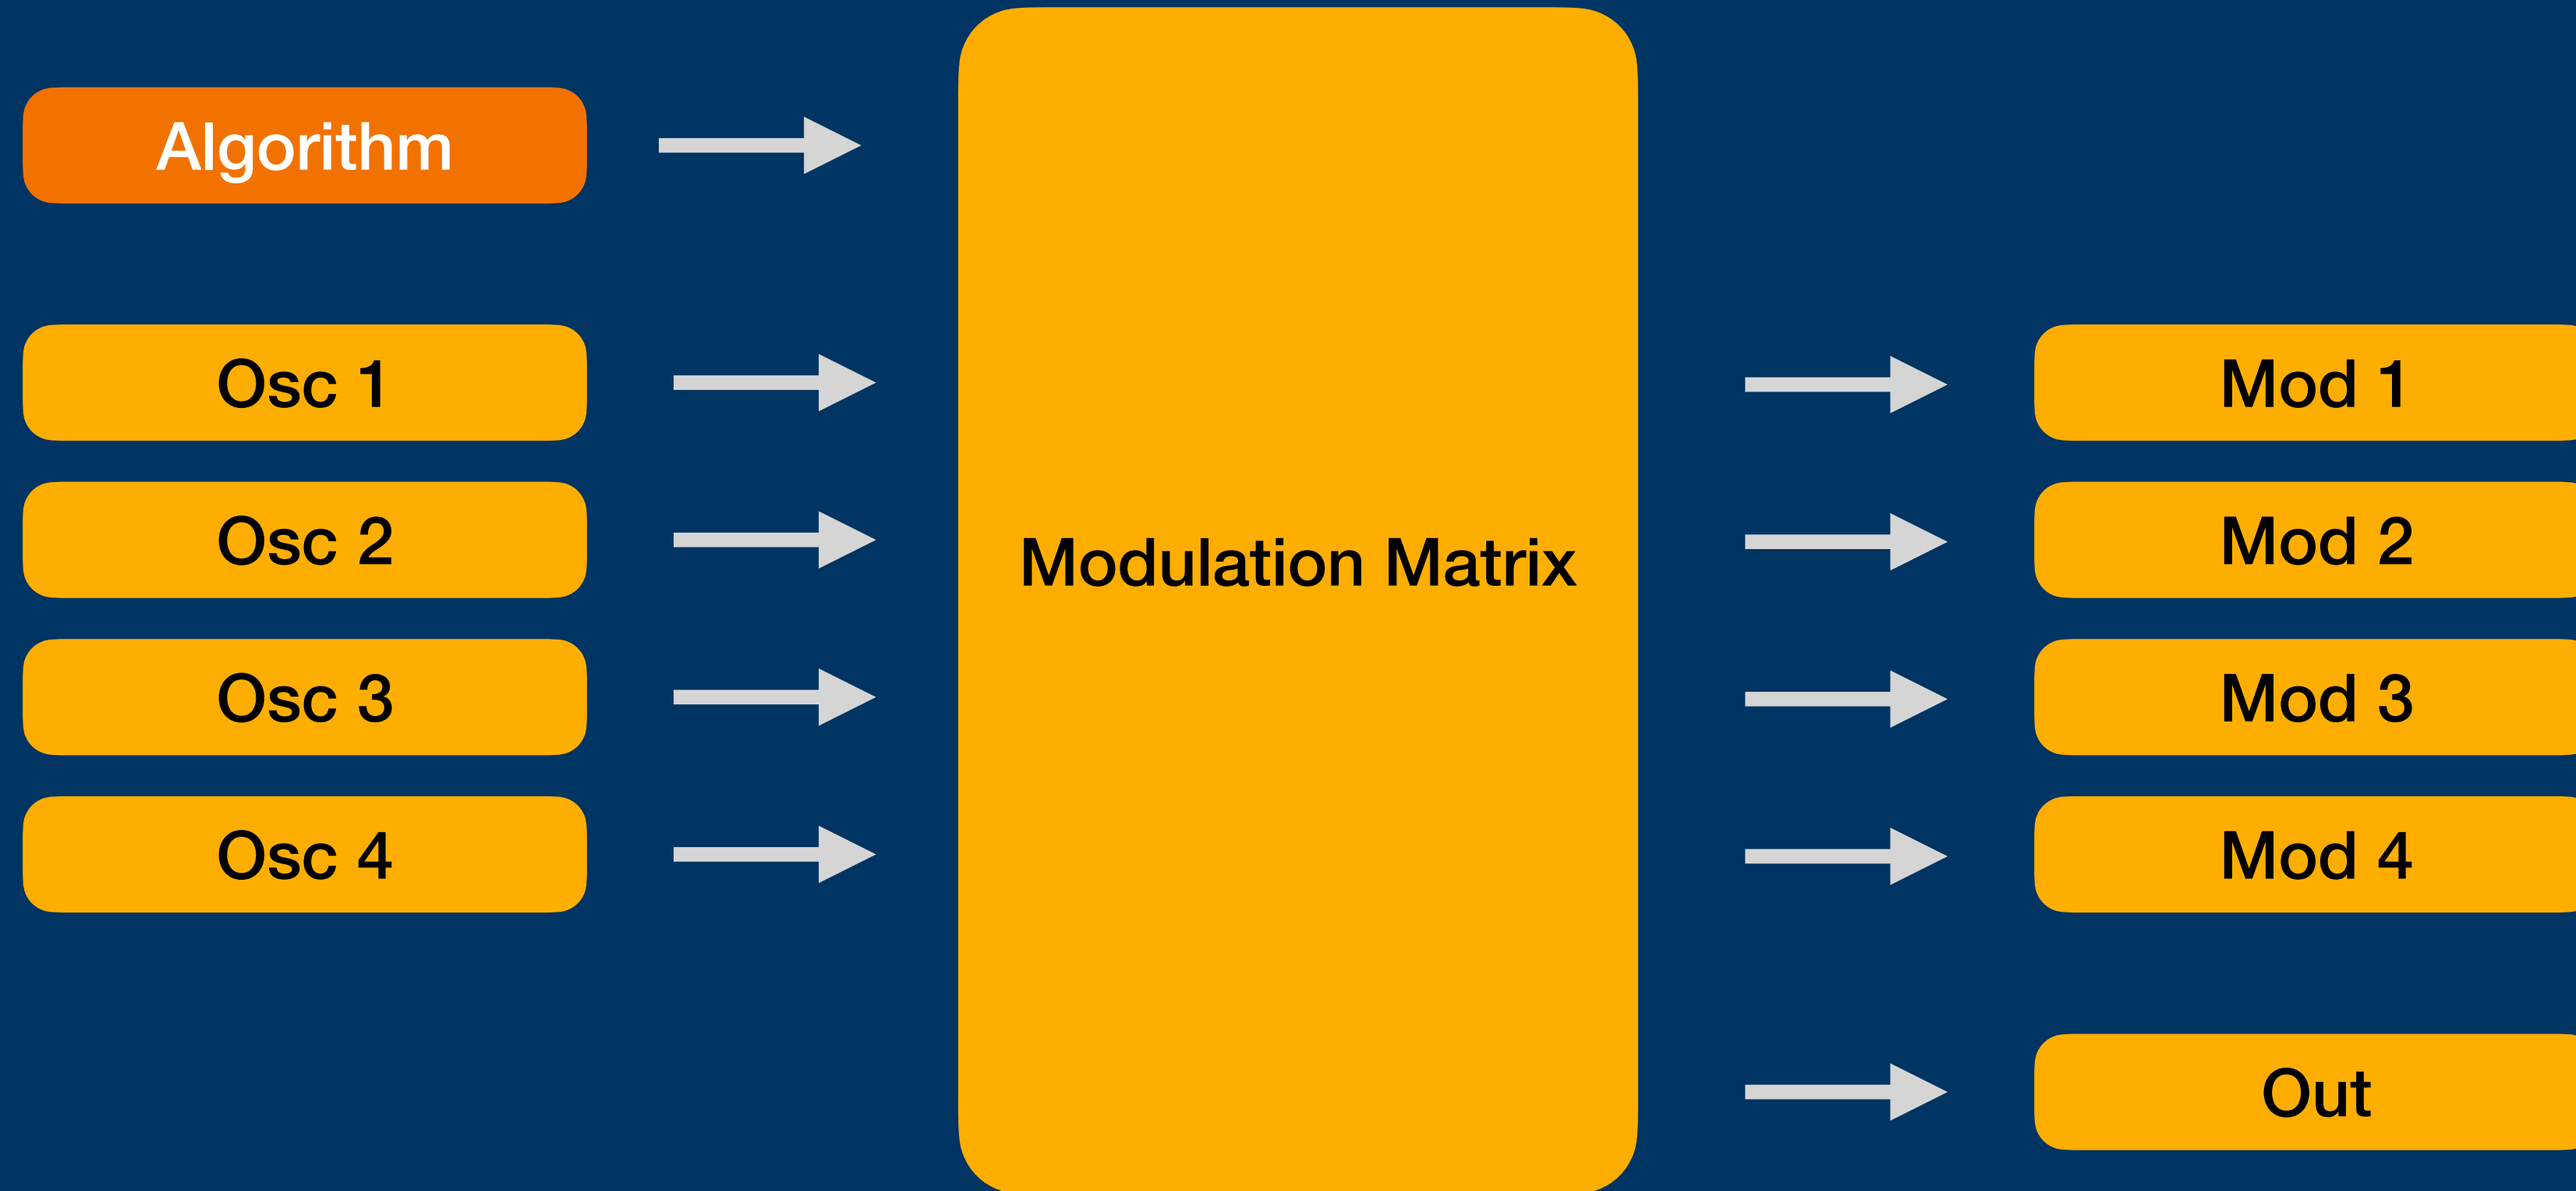 Algorithm
Osc 1
Osc 2
Osc 3
Osc 4
Modulation Matrix
Mod 1
Mod 2
Mod 3
Mod 4
Out